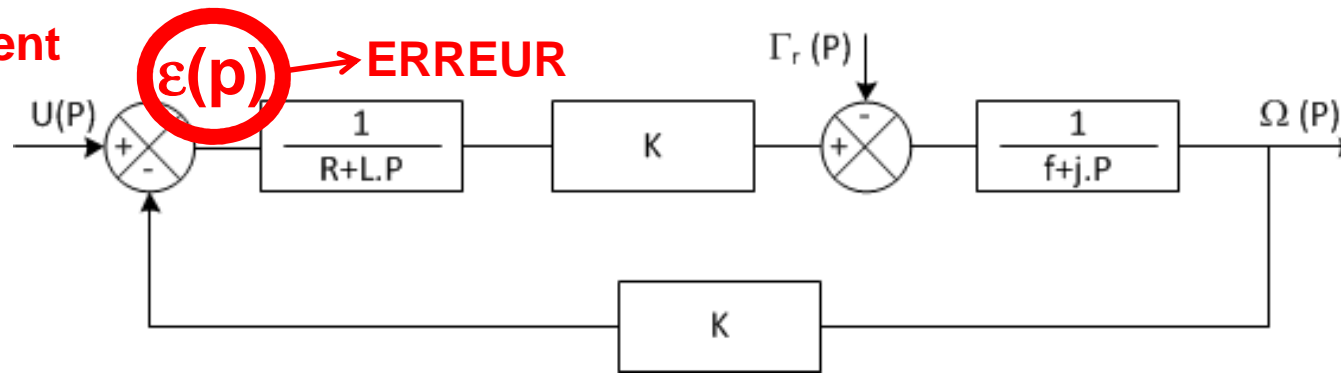 ent
ε(p)
ERREUR
U(P)
+
-
1
R+L.P
K
Γr (P)
-
+
1
f+j.P
Ω (P)
K